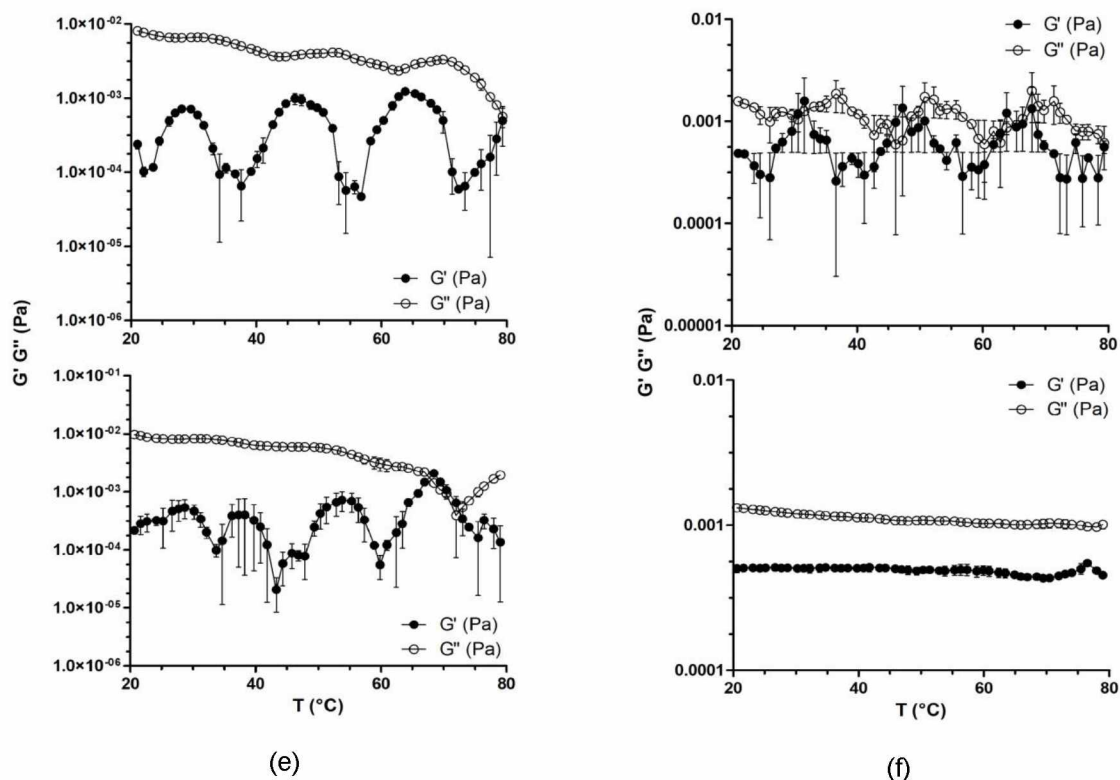 1.0×10⁻⁰²
1.0×10⁻⁰³
1.0×10⁻⁰⁴
1.0×10⁻⁰⁵
1.0×10⁻⁰⁶
20 40 60 80
G' (Pa)
G'' (Pa)
0.01
0.001
0.0001
0.00001
20 40 60 80
G' (Pa)
G'' (Pa)
G' G'' (Pa)
G' G'' (Pa)
1.0×10⁻⁰¹
1.0×10⁻⁰²
1.0×10⁻⁰³
1.0×10⁻⁰⁴
1.0×10⁻⁰⁵
1.0×10⁻⁰⁶
20 40 60 80
G' (Pa)
G'' (Pa)
T (°C)
0.01
0.001
0.0001
20 40 60 80
G' (Pa)
G'' (Pa)
T (°C)
(e)
(f)